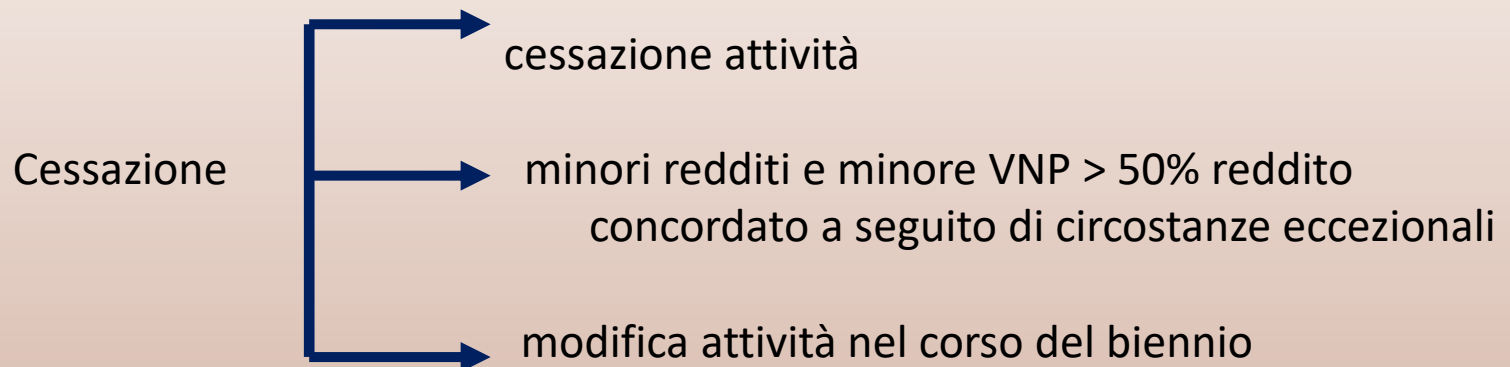 cessazione attività
Cessazione
minori redditi e minore VNP > 50% reddito
concordato a seguito di circostanze eccezionali
modifica attività nel corso del biennio